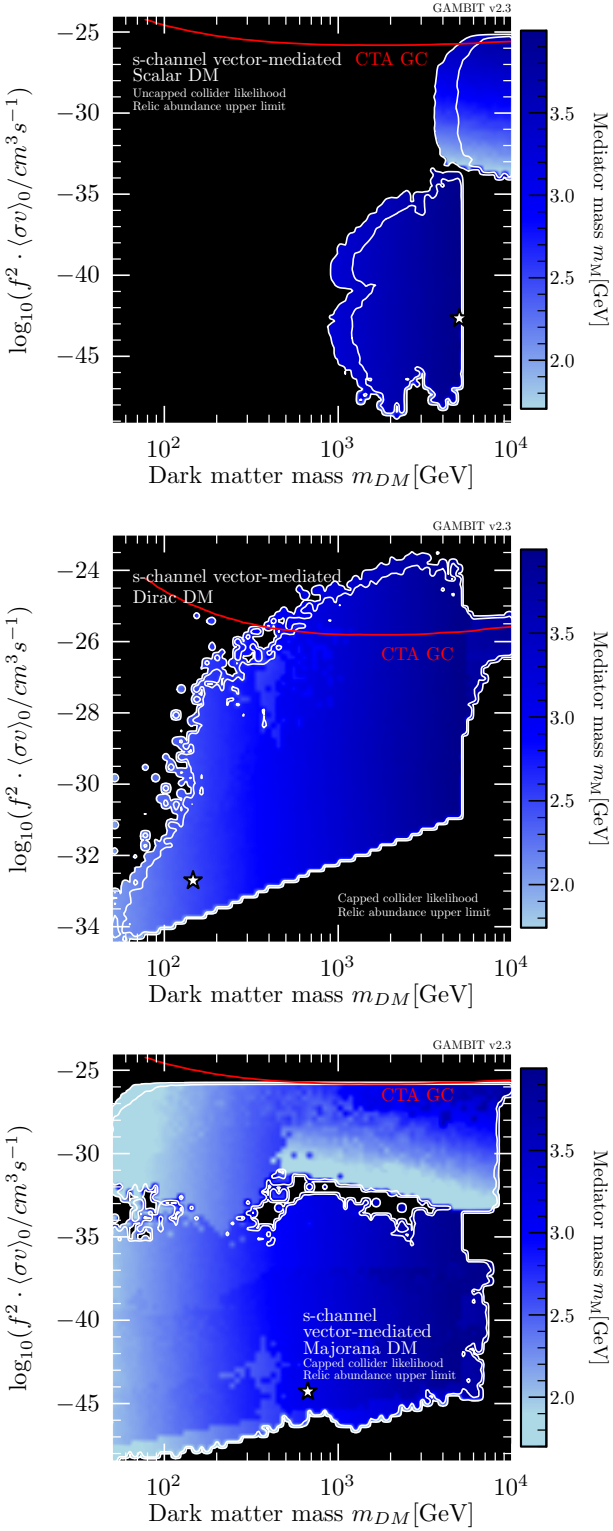 GAMBIT v2.3
s-channel vector-mediated
Scalar DM
Uncapped collider likelihood
Relic abundance upper limit
CTA GC
−25
−30
−35
−40
−45
log₁₀(f² · ⟨σv⟩₀/cm³s⁻¹)
10² 10³ 10⁴
Dark matter mass m_DM[GeV]
3.5
3.0
2.5
2.0
Mediator mass m_M[GeV]
GAMBIT v2.3
s-channel vector-mediated
Dirac DM
CTA GC
Capped collider likelihood
Relic abundance upper limit
−24
−26
−28
−30
−32
−34
log₁₀(f² · ⟨σv⟩₀/cm³s⁻¹)
10² 10³ 10⁴
Dark matter mass m_DM[GeV]
3.5
3.0
2.5
2.0
Mediator mass m_M[GeV]
GAMBIT v2.3
CTA GC
s-channel
vector-mediated
Majorana DM
Capped collider likelihood
Relic abundance upper limit
−25
−30
−35
−40
−45
log₁₀(f² · ⟨σv⟩₀/cm³s⁻¹)
10² 10³ 10⁴
Dark matter mass m_DM[GeV]
3.5
3.0
2.5
2.0
Mediator mass m_M[GeV]